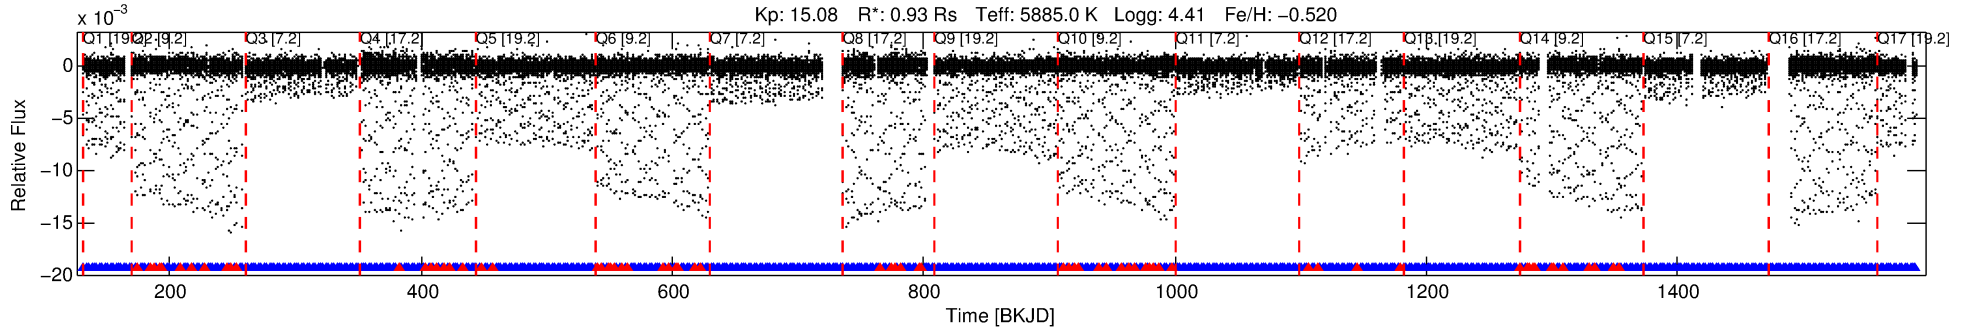 Kp: 15.08 R*: 0.93 Rs Teff: 5885.0 K Logg: 4.41 Fe/H: −0.520
x 10⁻³
Q3 [7.2] Q4 [17.2] Q5 [19.2] Q6 [9.2] Q7 [7.2] Q8 [17.2] Q9 [19.2] Q10 [9.2] Q11 [7.2] Q12 [17.2] Q13 [19.2] Q14 [9.2] Q15 [7.2] Q16 [17.2] Q17 [19.2]
0
−5
−10
−15
−20
Relative Flux
200 400 600 800 1000 1200 1400
Time [BKJD]